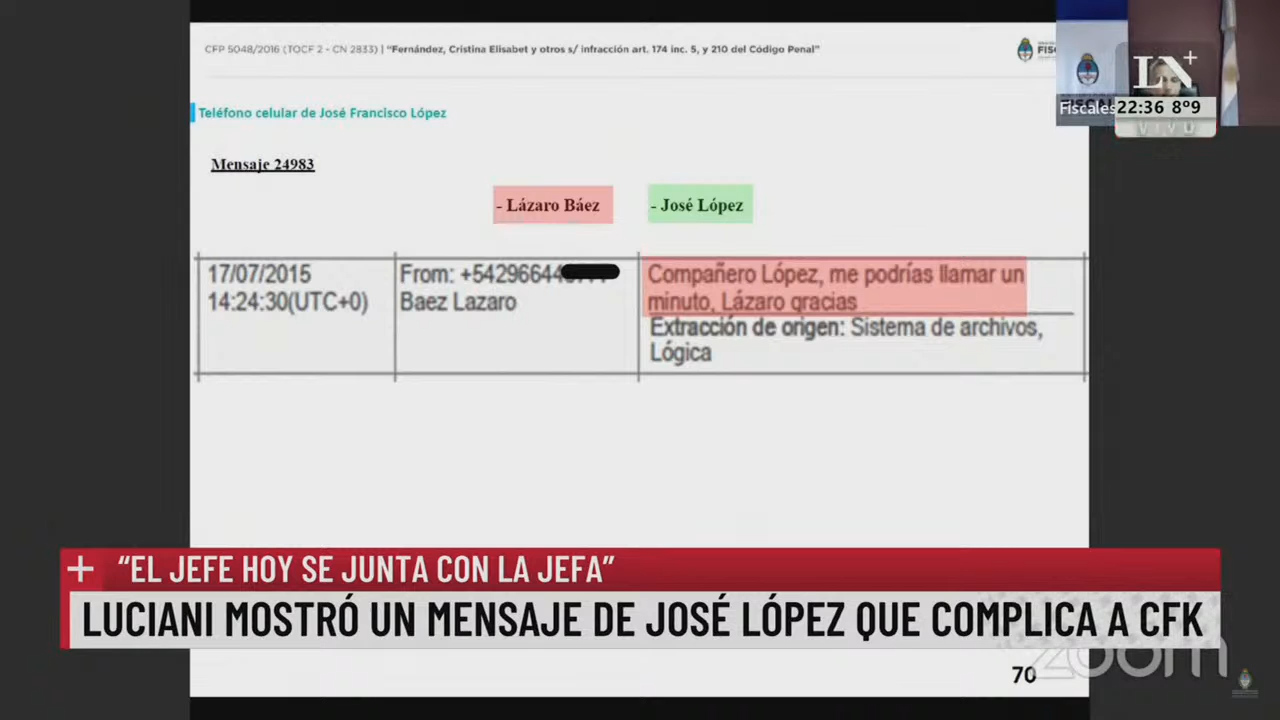 CFP 5048/2016 (TOCF 2 - CN 2833) | "Fernández, Cristina Elisabet y otros s/ infracción art. 174 inc. 5, y 210 del Código Penal"
LN+
Fiscales
22:36 8º9
VIVO
Teléfono celular de José Francisco López
Mensaje 24983
- Lázaro Báez
- José López
17/07/2015
14:24:30(UTC+0)
From: +54296644
Baez Lazaro
Compañero López, me podrías llamar un
minuto, Lázaro gracias
Extracción de origen: Sistema de archivos,
Lógica
+ “EL JEFE HOY SE JUNTA CON LA JEFA”
LUCIANI MOSTRÓ UN MENSAJE DE JOSÉ LÓPEZ QUE COMPLICA A CFK
zoom
70